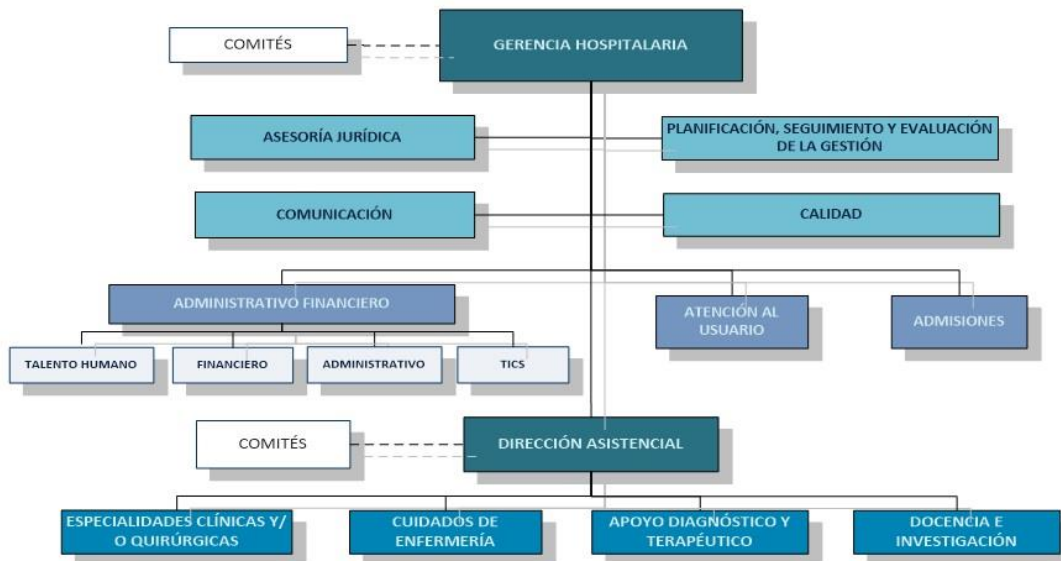 COMITÉS
GERENCIA HOSPITALARIA
ASESORÍA JURÍDICA
PLANIFICACIÓN, SEGUIMIENTO Y EVALUACIÓN
DE LA GESTIÓN
COMUNICACIÓN
CALIDAD
ADMINISTRATIVO FINANCIERO
ATENCIÓN AL
USUARIO
ADMISIONES
TALENTO HUMANO
FINANCIERO
ADMINISTRATIVO
TICS
COMITÉS
DIRECCIÓN ASISTENCIAL
ESPECIALIDADES CLÍNICAS Y/
O QUIRÚRGICAS
CUIDADOS DE
ENFERMERÍA
APOYO DIAGNÓSTICO Y
TERAPÉUTICO
DOCENCIA E
INVESTIGACIÓN